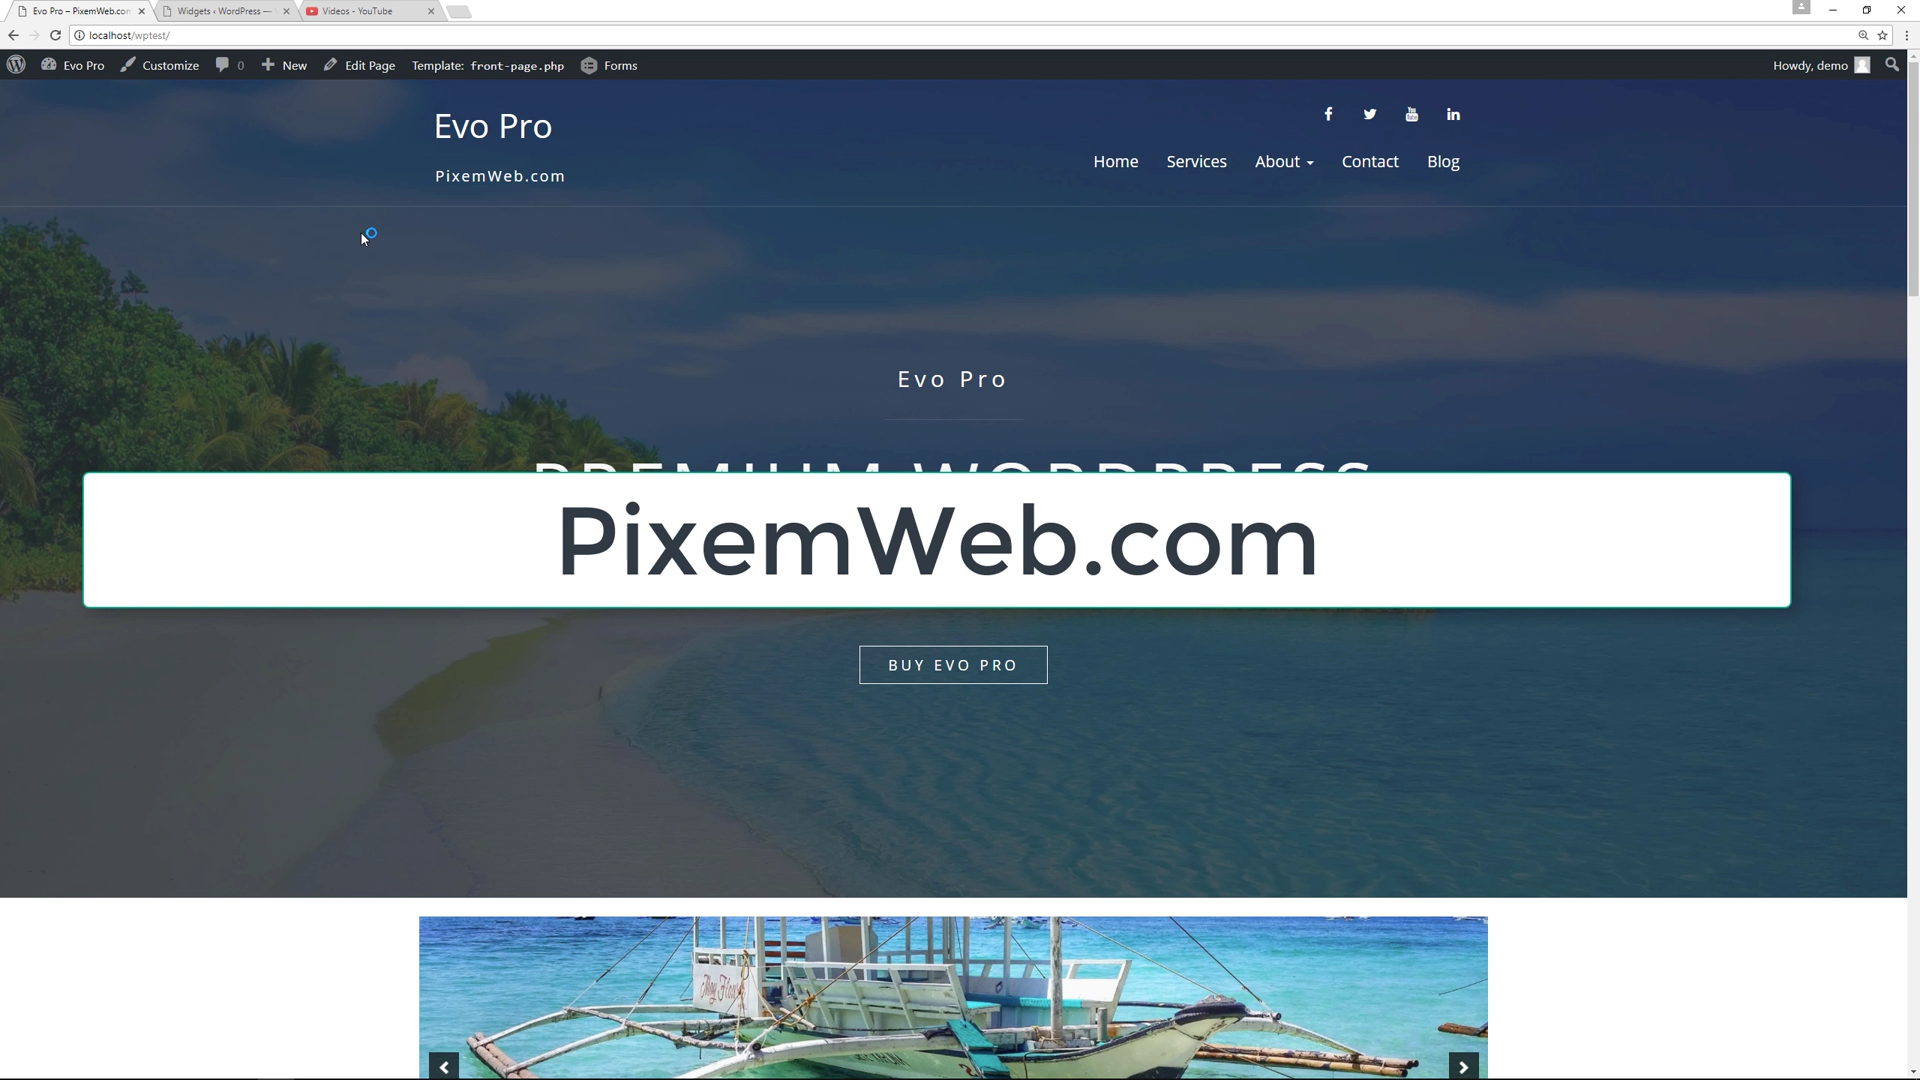 Evo Pro – PixemWeb.com
Widgets ‹ WordPress —
Videos - YouTube
localhost/wptest/
Evo Pro
Customize
0
New
Edit Page
Template: front-page.php
Forms
Howdy, demo
Evo Pro
PixemWeb.com
You
Home
Services
About
Contact
Blog
Evo Pro
PREMIUM WORDPRESS
PixemWeb.com
BUY EVO PRO